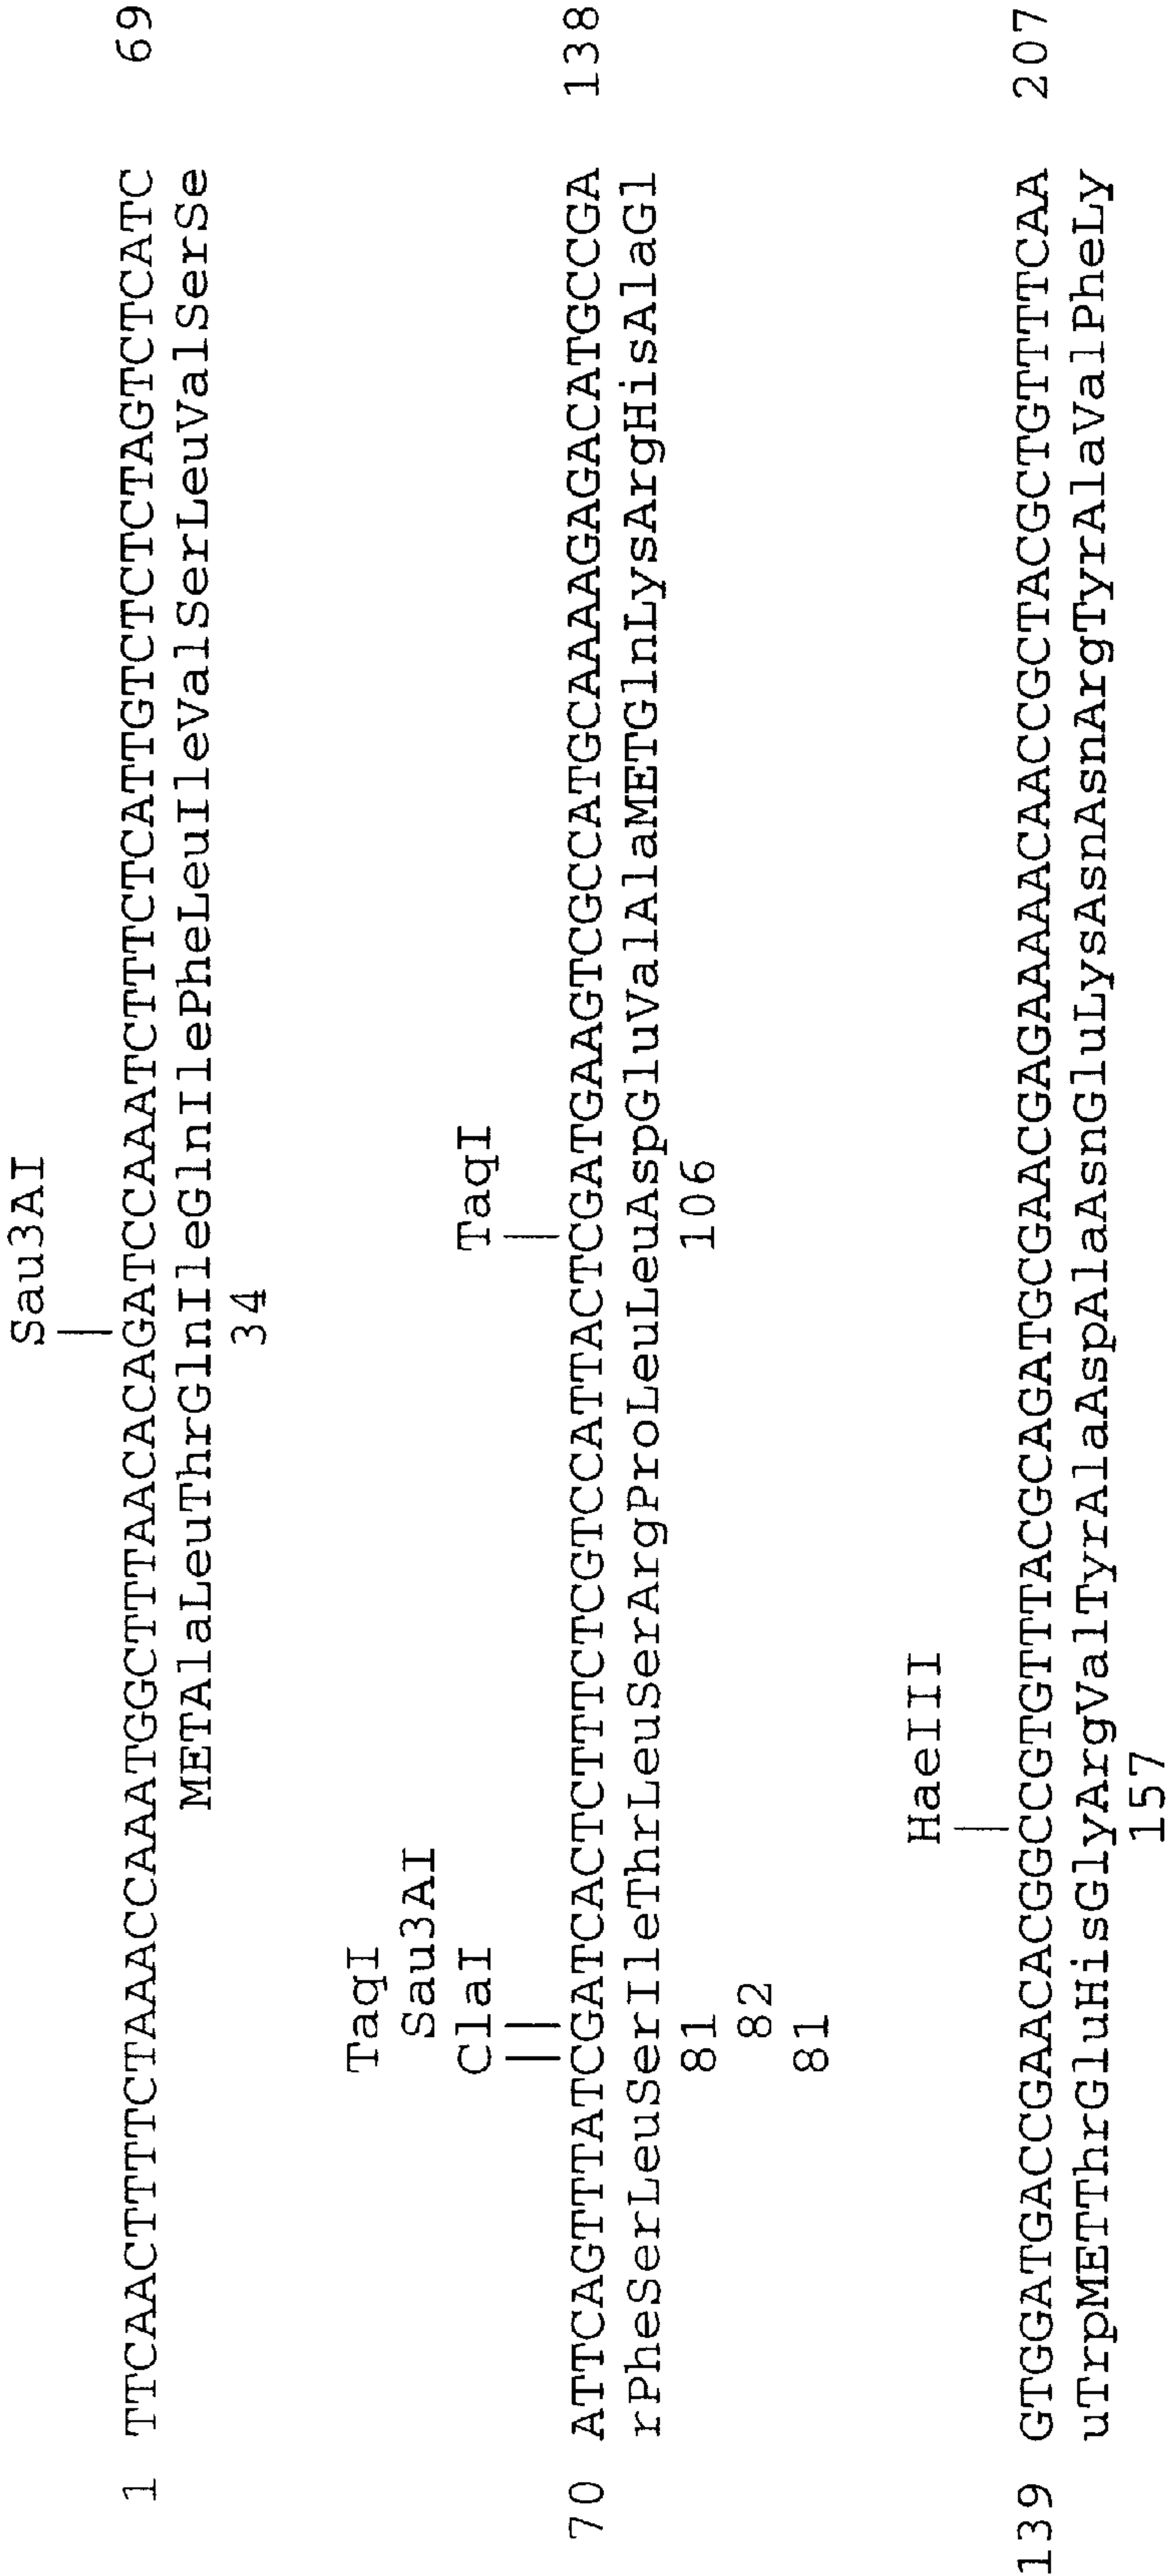 Sau3AI
1 TTCAACTTTTCTAAACCAAATGGCTTTAACACAGATCCAAATCTTTCTCATTGTCTCTCTAGTCTCATC 69
METAlaLeuThrGlnIleGlnIlePheLeuIleValSerLeuValSerSe
34
TaqI
Sau3AI
ClaI TaqI
70 ATTCAGTTTATCGATCACTCTTTCTCGTCCATTACTCGATGAAGTCGCCATGCAAAAGAGACATGCCGA 138
rPheSerLeuSerIleThrLeuSerArgProLeuLeuAspGluValAlaMETGlnLysArgHisAlaGl
81 106
82
81
HaeIII
139 GTGGATGACCGAACACGGCCGTGTTTACGCAGATGCGAACGAGAAAAACAACCGCTACGCTGTTTTCAA 207
uTrpMETThrGluHisGlyArgValTyrAlaAspAlaAsnGluLysAsnAsnArgTyrAlaValPheLy
157